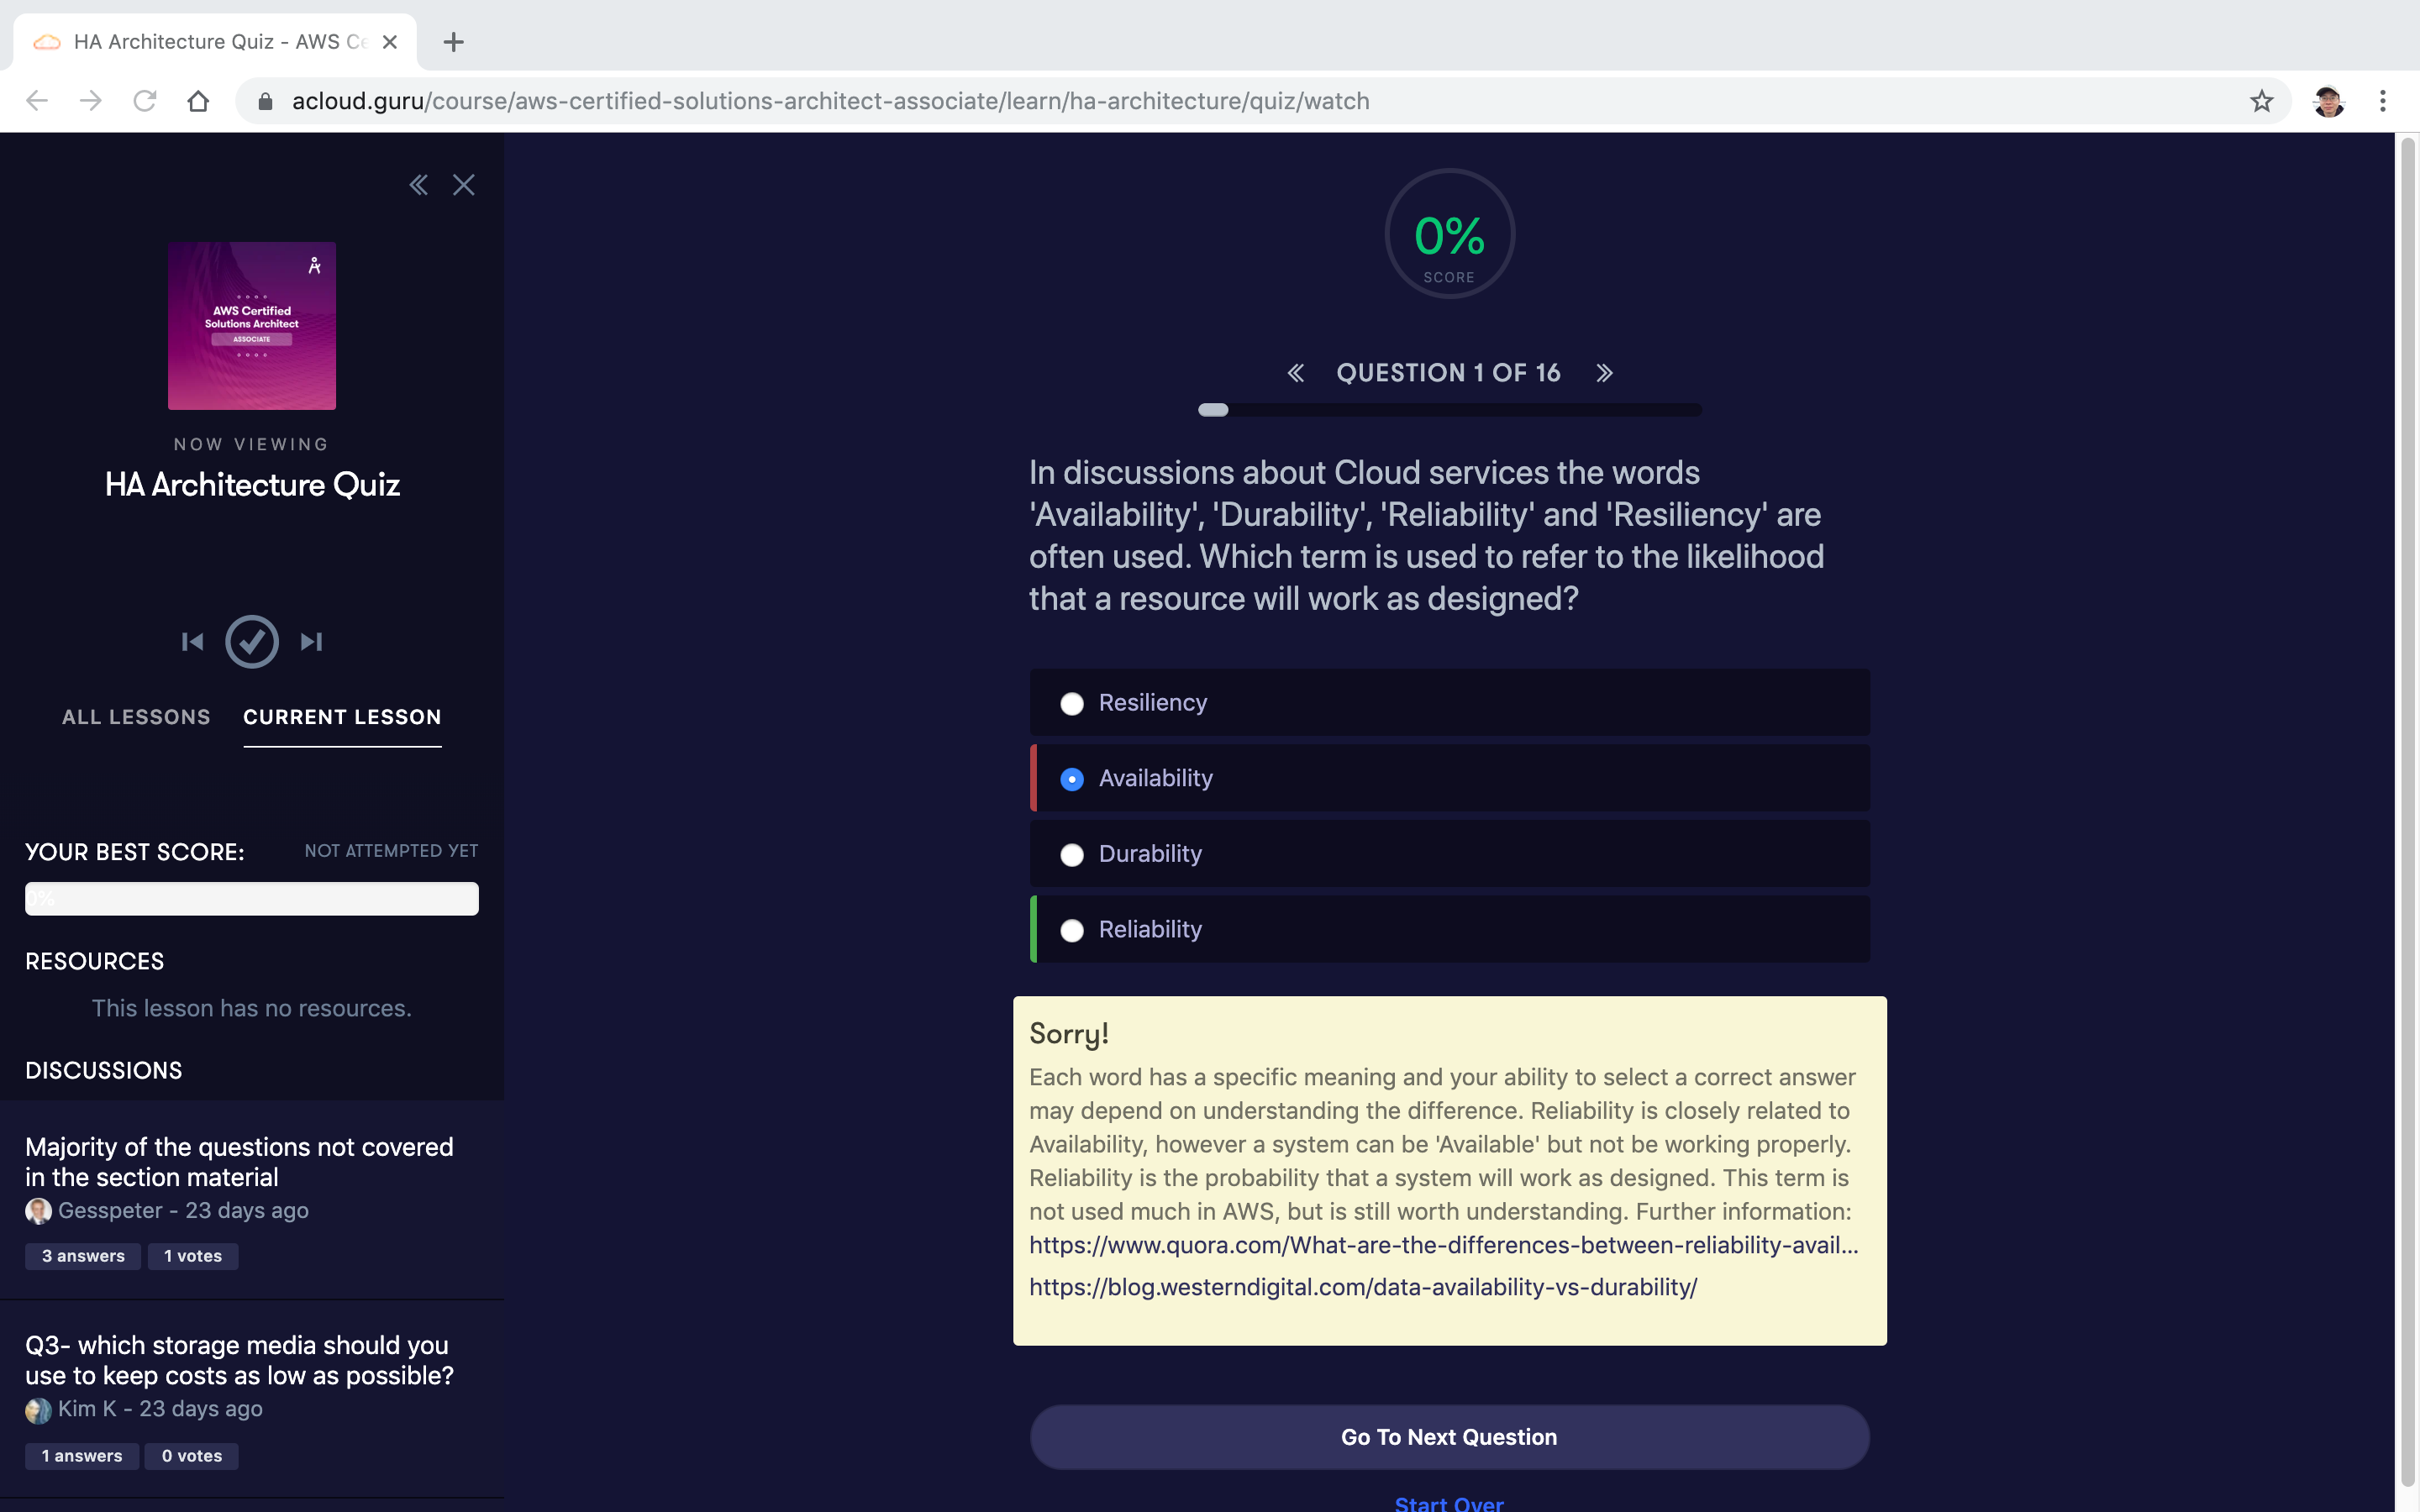 HA Architecture Quiz - AWS Ce
acloud.guru/course/aws-certified-solutions-architect-associate/learn/ha-architecture/quiz/watch
AWS Certified
Solutions Architect
ASSOCIATE
NOW VIEWING
HA Architecture Quiz
ALL LESSONS
CURRENT LESSON
YOUR BEST SCORE:
NOT ATTEMPTED YET
0%
RESOURCES
This lesson has no resources.
DISCUSSIONS
Majority of the questions not covered
in the section material
Gesspeter - 23 days ago
3 answers
1 votes
Q3- which storage media should you
use to keep costs as low as possible?
Kim K - 23 days ago
1 answers
0 votes
0%
SCORE
QUESTION 1 OF 16
In discussions about Cloud services the words
'Availability', 'Durability', 'Reliability' and 'Resiliency' are
often used. Which term is used to refer to the likelihood
that a resource will work as designed?
Resiliency
Availability
Durability
Reliability
Sorry!
Each word has a specific meaning and your ability to select a correct answer
may depend on understanding the difference. Reliability is closely related to
Availability, however a system can be 'Available' but not be working properly.
Reliability is the probability that a system will work as designed. This term is
not used much in AWS, but is still worth understanding. Further information:
https://www.quora.com/What-are-the-differences-between-reliability-avail...
https://blog.westerndigital.com/data-availability-vs-durability/
Go To Next Question
Start Over